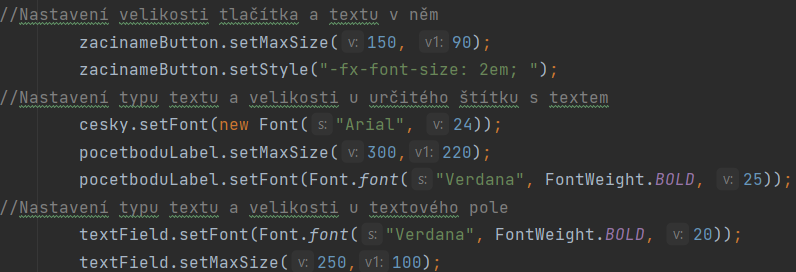 //Nastavení velikosti tlačítka a textu v něm
zacinameButton.setMaxSize( v: 150, v1: 90);
zacinameButton.setStyle("-fx-font-size: 2em; ");
//Nastavení typu textu a velikosti u určitého štítku s textem
cesky.setFont(new Font( s: "Arial", v: 24));
pocetboduLabel.setMaxSize( v: 300, v1: 220);
pocetboduLabel.setFont(Font.font( s: "Verdana", FontWeight.BOLD, v: 25));
//Nastavení typu textu a velikosti u textového pole
textField.setFont(Font.font( s: "Verdana", FontWeight.BOLD, v: 20));
textField.setMaxSize( v: 250, v1: 100);